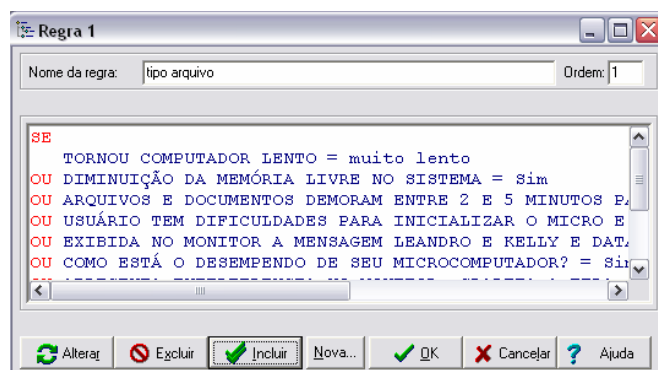 Regra 1
Nome da regra: tipo arquivo Ordem: 1
SE
TORNOU COMPUTADOR LENTO = muito lento
OU DIMINUIÇÃO DA MEMÓRIA LIVRE NO SISTEMA = Sim
OU ARQUIVOS E DOCUMENTOS DEMORAM ENTRE 2 E 5 MINUTOS
OU USUÁRIO TEM DIFICULDADES PARA INICIALIZAR O MICRO E
OU EXIBIDA NO MONITOR A MENSAGEM LEANDRO E KELLY E
OU COMO ESTÁ O DESEMPENDO DE SEU MICROCOMPUTADOR? =
Alterar Excluir Incluir Nova... OK Cancelar Ajuda